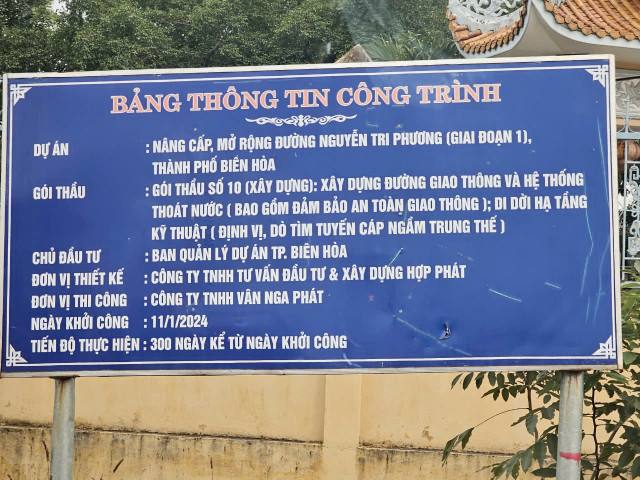 BẢNG THÔNG TIN CÔNG TRÌNH
DỰ ÁN : NÂNG CẤP, MỞ RỘNG ĐƯỜNG NGUYỄN TRI PHƯƠNG (GIAI ĐOẠN 1),
THÀNH PHỐ BIÊN HÒA
GÓI THẦU : GÓI THẦU SỐ 10 (XÂY DỰNG): XÂY DỰNG ĐƯỜNG GIAO THÔNG VÀ HỆ THỐNG
THOÁT NƯỚC ( BAO GỒM ĐẢM BẢO AN TOÀN GIAO THÔNG ); DI DỜI HẠ TẦNG
KỸ THUẬT ( ĐỊNH VỊ, DÒ TÌM TUYẾN CÁP NGẦM TRUNG THẾ )
CHỦ ĐẦU TƯ : BAN QUẢN LÝ DỰ ÁN TP. BIÊN HÒA
ĐƠN VỊ THIẾT KẾ : CÔNG TY TNHH TƯ VẤN ĐẦU TƯ & XÂY DỰNG HỢP PHÁT
ĐƠN VỊ THI CÔNG : CÔNG TY TNHH VÂN NGA PHÁT
NGÀY KHỞI CÔNG : 11/1/2024
TIẾN ĐỘ THỰC HIỆN : 300 NGÀY KỂ TỪ NGÀY KHỞI CÔNG